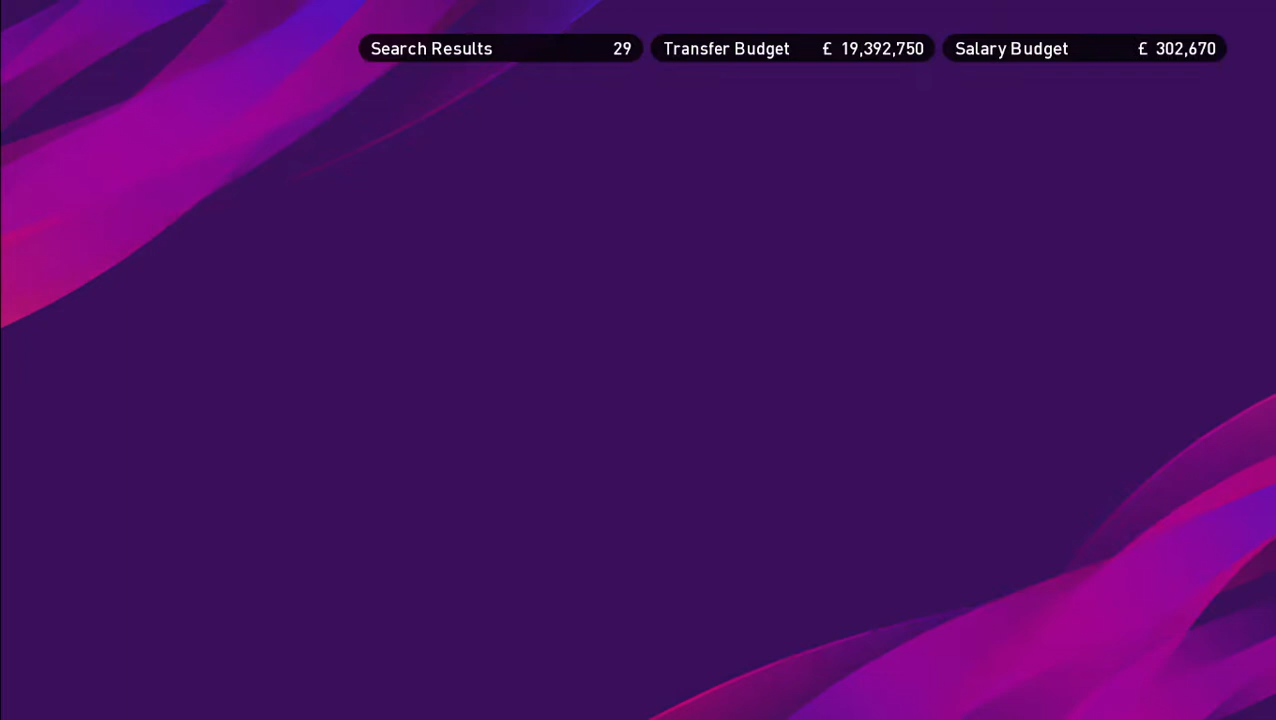 Search Results 29 Transfer Budget £ 19,392,750 Salary Budget £ 302,670